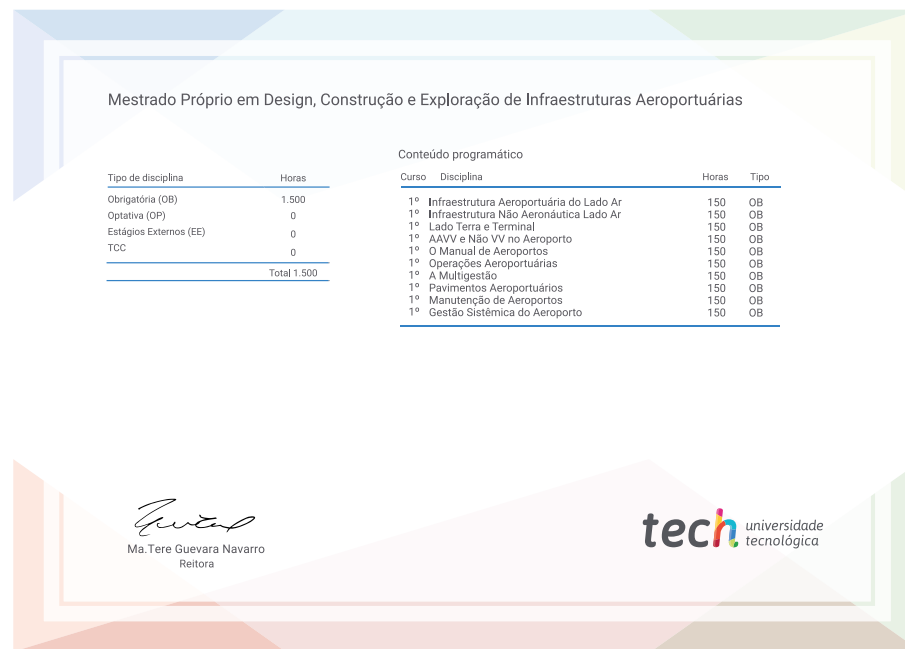 Mestrado Próprio em Design, Construção e Exploração de Infraestruturas Aeroportuárias
Tipo de disciplina Horas
Obrigatória (OB) 1.500
Optativa (OP) 0
Estágios Externos (EE) 0
TCC 0
Total 1.500
Conteúdo programático
Curso Disciplina Horas Tipo
1º Infraestrutura Aeroportuária do Lado Ar 150 OB
1º Infraestrutura Não Aeronáutica Lado Ar 150 OB
1º Lado Terra e Terminal 150 OB
1º AAVV e Não VV no Aeroporto 150 OB
1º O Manual de Aeroportos 150 OB
1º Operações Aeroportuárias 150 OB
1º A Multigestão 150 OB
1º Pavimentos Aeroportuários 150 OB
1º Manutenção de Aeroportos 150 OB
1º Gestão Sistêmica do Aeroporto 150 OB
Ma.Tere Guevara Navarro
Reitora
tech universidade
tecnológica